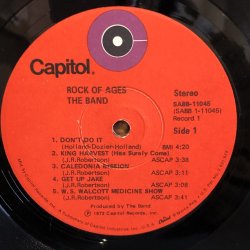 Capitol.
ROCK OF AGES
THE BAND
Stereo
SABB-11045
(SABB 1-11045)
Record 1
Side 1
1. DON'T DO IT
(Holland-Dozier-Holland) BMI 4:20
2. KING HARVEST (Has Surely Come)
(J.R.Robertson) ASCAP 3:38
3. CALEDONIA MISSION
(J.R.Robertson) ASCAP 3:11
4. GET UP JAKE
(J.R.Robertson) ASCAP 3:14
5. W. S. WALCOTT MEDICINE SHOW
(J.R.Robertson) ASCAP 3:41
Produced by The Band
℗ 1972 Capitol Records, Inc.